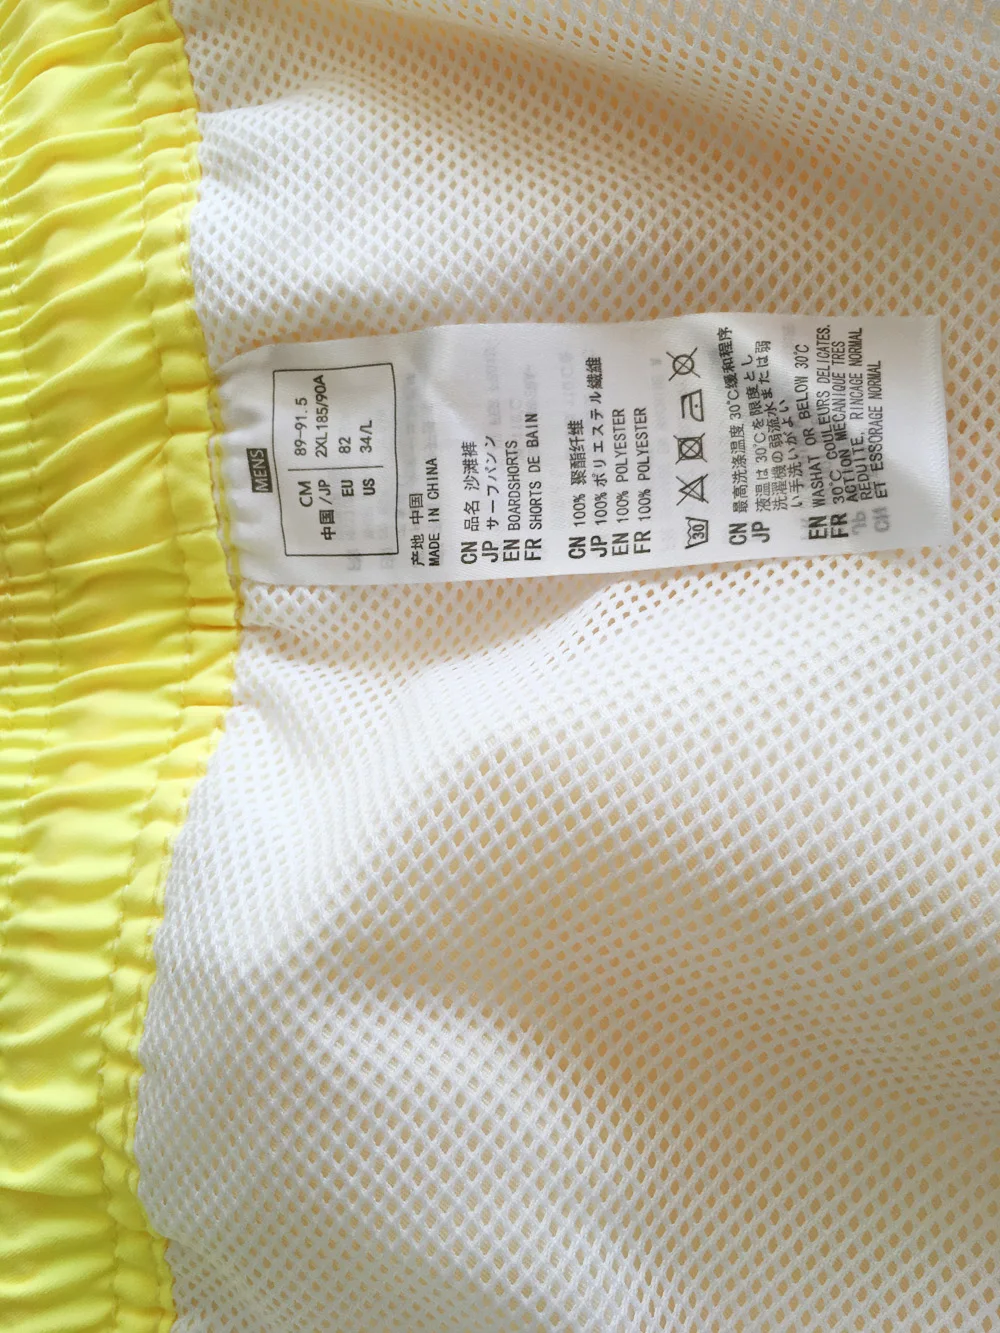 MENS
CM 89-91.5
中国/JP 2XL185/90A
EU 82
US 34/L
产地 中国
MADE IN CHINA
CN 品名 沙滩裤
JP サーフパンツ
EN BOARDSHORTS
FR SHORTS DE BAIN
CN 100% 聚酯纤维
JP 100% ポリエステル繊維
EN 100% POLYESTER
FR 100% POLYESTER
30
CN 最高洗涤温度 30℃缓和程序
JP 液温は 30℃を限度とし
洗濯機の弱流水または弱
い手洗いがよい
EN WASHAT OR BELOW 30℃
FR 30℃ COULEURS DELICATES.
ACTION MECANIQUE TRES
REDUITE. RINCAGE NORMAL
ET ESSORAGE NORMAL